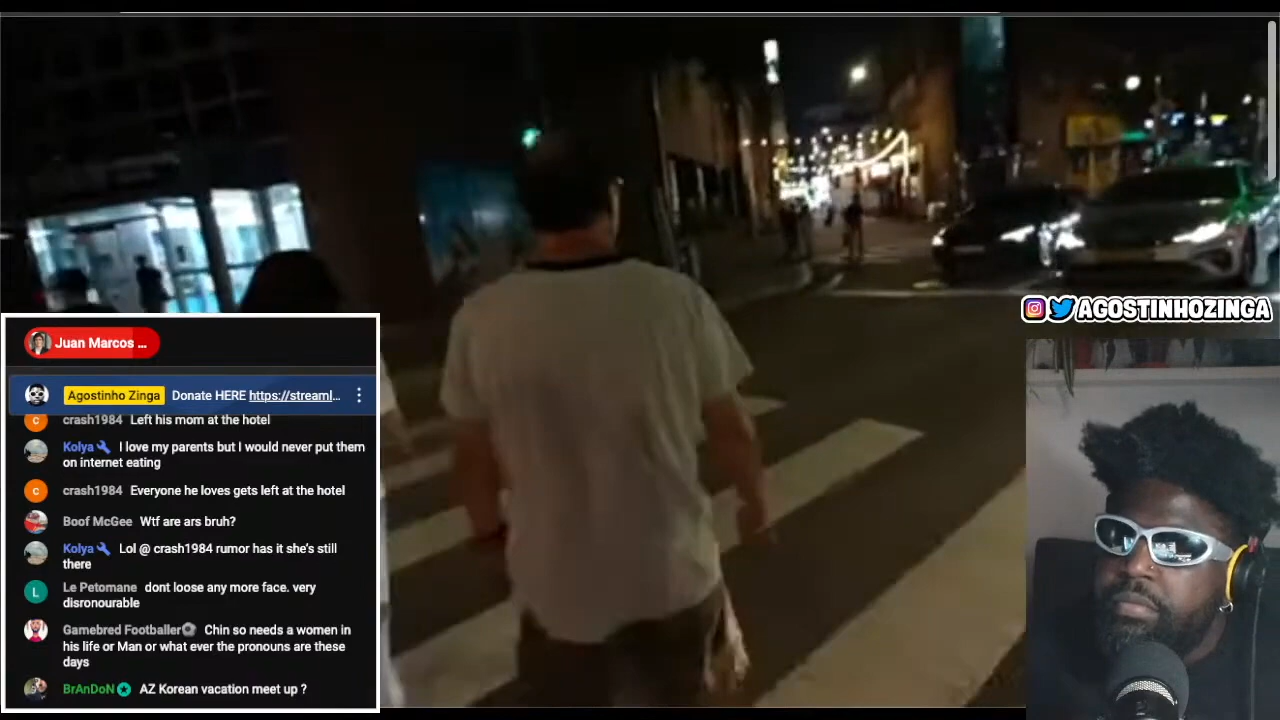 AGOSTINHOZINGA
Juan Marcos ...
Agostinho Zinga Donate HERE https://streaml...
crash1984 Left his mom at the hotel
Kolya I love my parents but I would never put them
on internet eating
c crash1984 Everyone he loves gets left at the hotel
Boof McGee Wtf are ars bruh?
Kolya Lol @ crash1984 rumor has it she's still
there
L Le Petomane dont loose any more face. very
disronourable
Gamebred Footballer⚽ Chin so needs a women in
his life or Man or what ever the pronouns are these
days
BrAnDoN AZ Korean vacation meet up ?